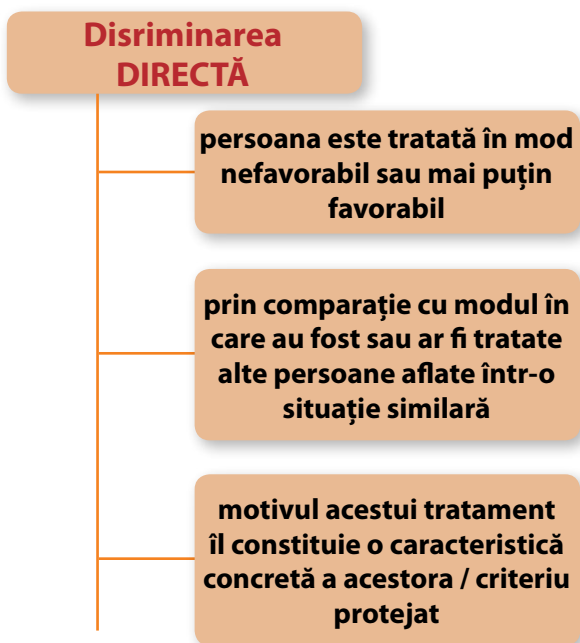 Disriminarea
DIRECTĂ
persoana este tratată în mod
nefavorabil sau mai puțin
favorabil
prin comparație cu modul în
care au fost sau ar fi tratate
alte persoane aflate într-o
situație similară
motivul acestui tratament
îl constituie o caracteristică
concretă a acestora / criteriu
protejat